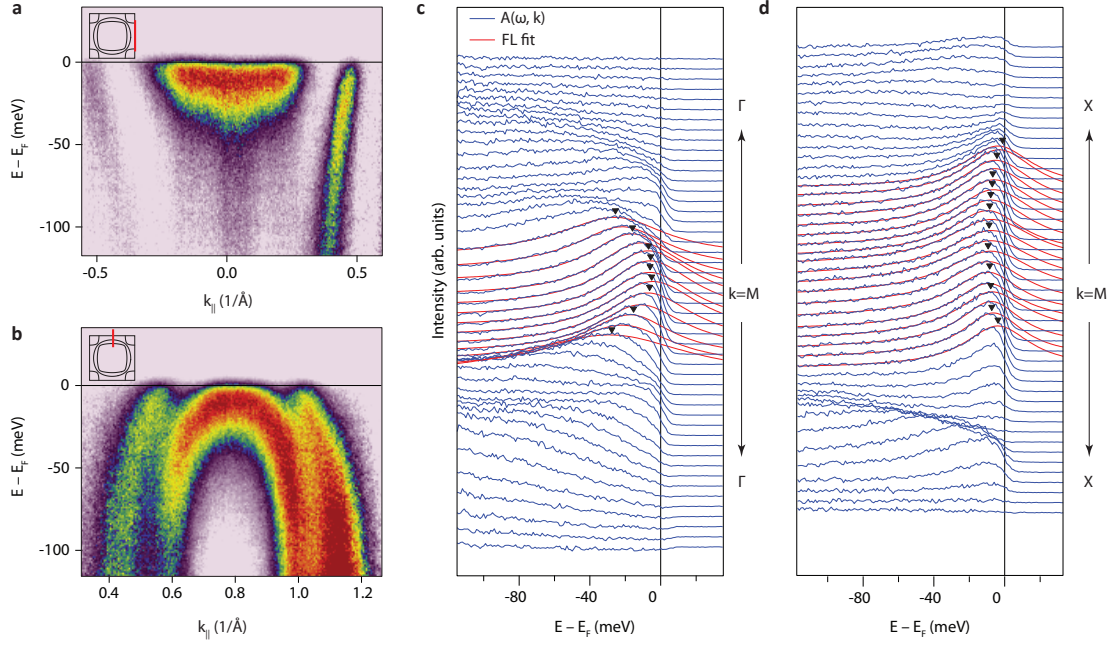 a
0
-50
-100
E – E_F (meV)
-0.5
0.0
0.5
k_|| (1/Å)
b
0
-50
-100
E – E_F (meV)
0.4
0.6
0.8
1.0
1.2
k_|| (1/Å)
c
A(ω, k)
FL fit
Intensity (arb. units)
Γ
k=M
Γ
-80
-40
0
E – E_F (meV)
d
X
k=M
X
-80
-40
0
E – E_F (meV)